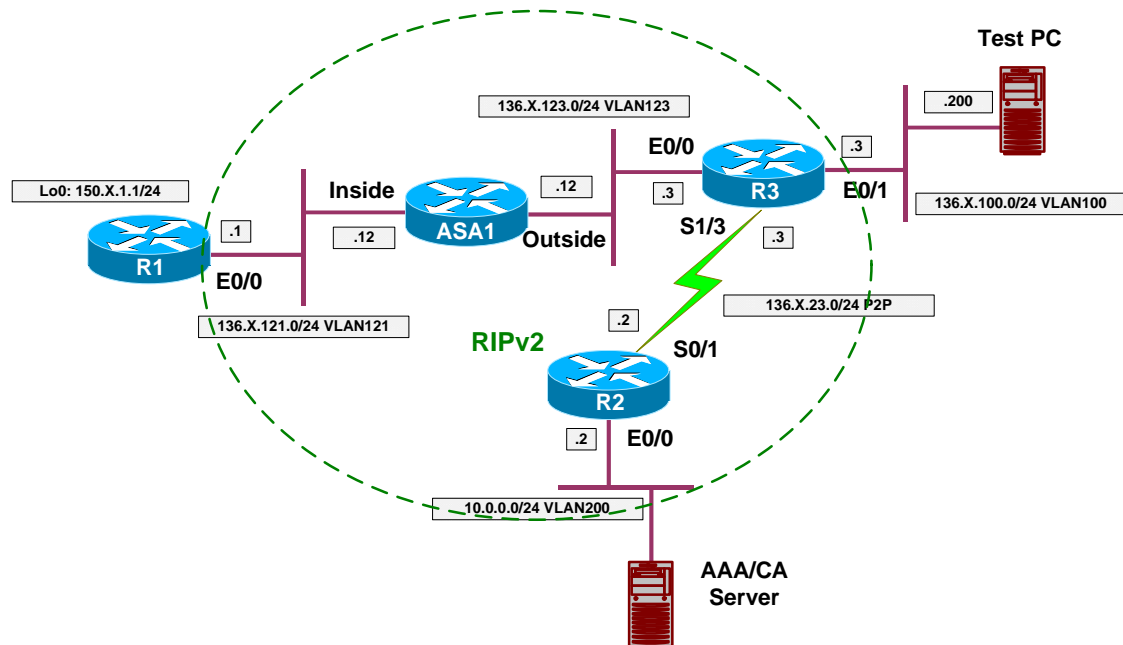 Test PC
136.X.123.0/24 VLAN123
.200
E0/0
.3
Lo0: 150.X.1.1/24
Inside
.12
.3
R3
E0/1
.1
.12
ASA1
Outside
S1/3
.3
136.X.100.0/24 VLAN100
R1
E0/0
136.X.23.0/24 P2P
.2
136.X.121.0/24 VLAN121
RIPv2
S0/1
R2
.2
E0/0
10.0.0.0/24 VLAN200
AAA/CA
Server